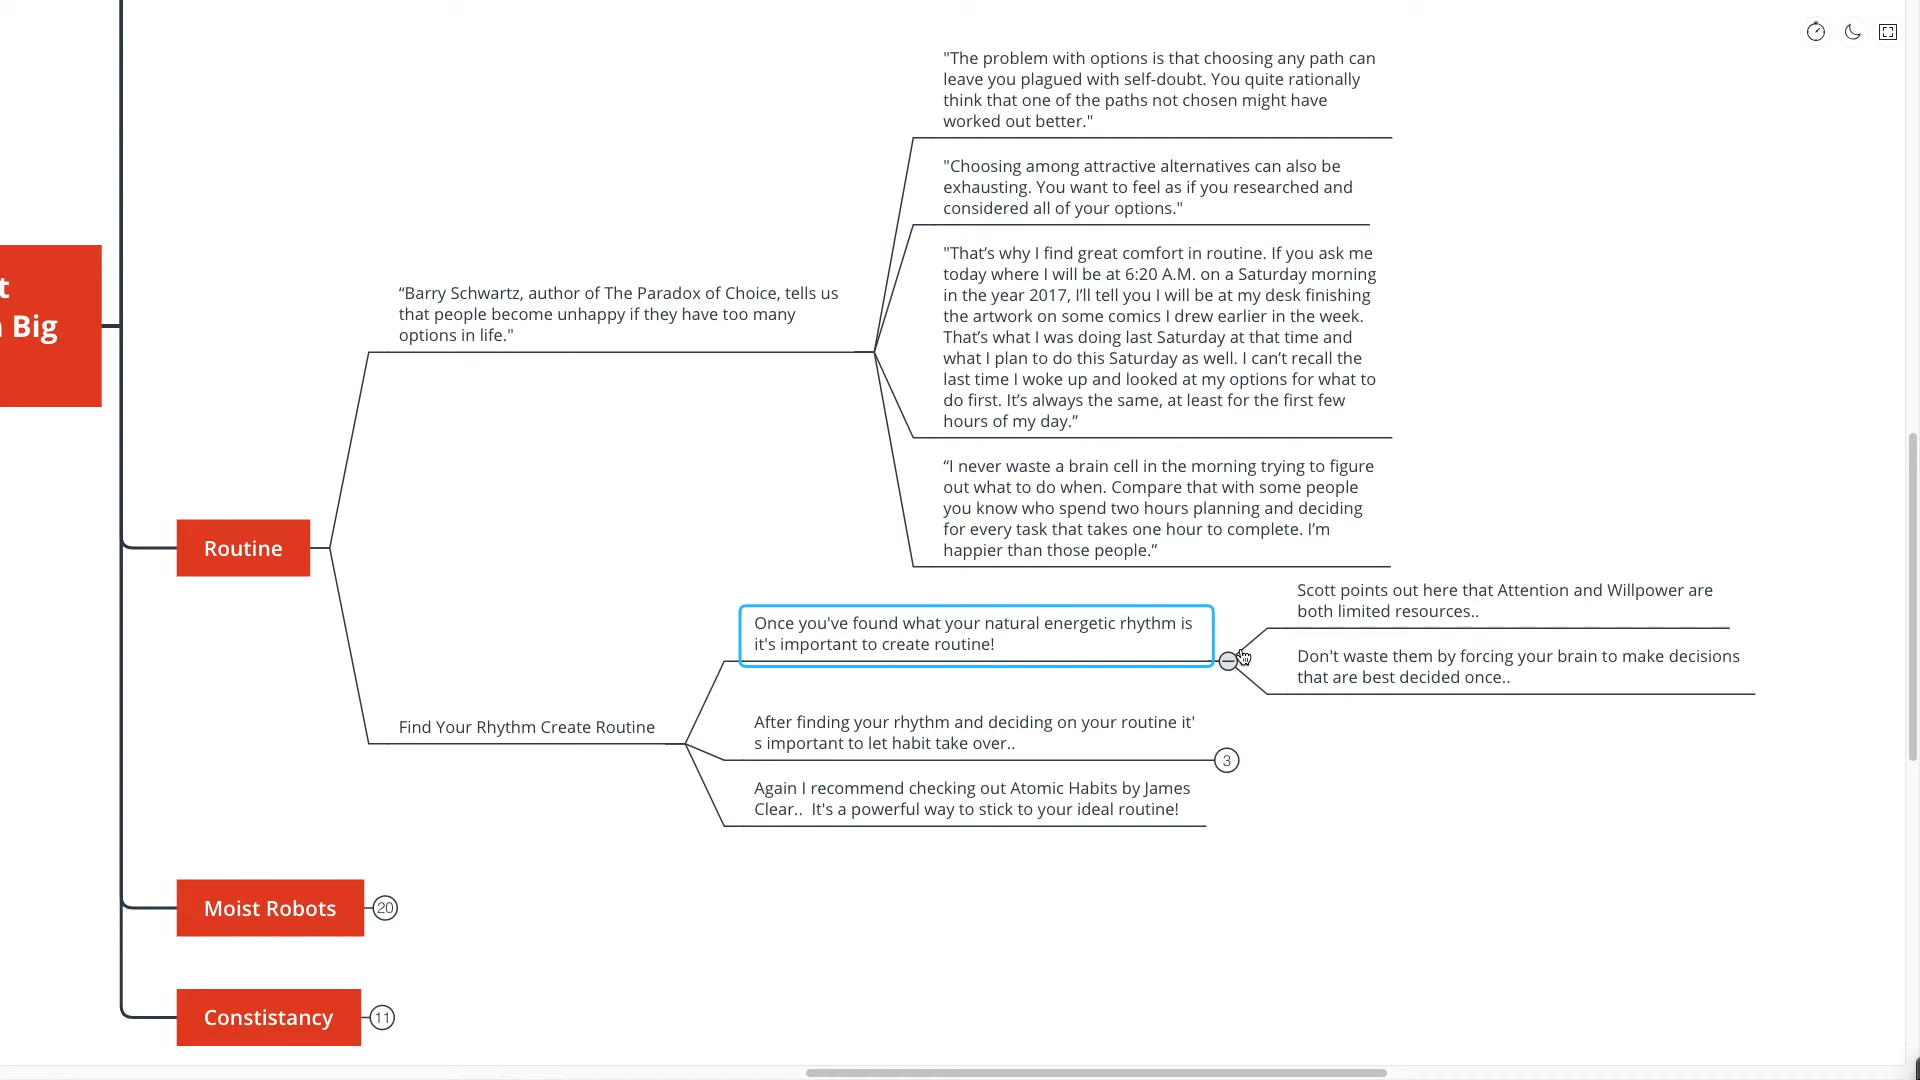 t
Big
"The problem with options is that choosing any path can
leave you plagued with self-doubt. You quite rationally
think that one of the paths not chosen might have
worked out better."
"Choosing among attractive alternatives can also be
exhausting. You want to feel as if you researched and
considered all of your options."
"That’s why I find great comfort in routine. If you ask me
today where I will be at 6:20 A.M. on a Saturday morning
in the year 2017, I’ll tell you I will be at my desk finishing
the artwork on some comics I drew earlier in the week.
That’s what I was doing last Saturday at that time and
what I plan to do this Saturday as well. I can’t recall the
last time I woke up and looked at my options for what to
do first. It’s always the same, at least for the first few
hours of my day.”
“Barry Schwartz, author of The Paradox of Choice, tells us
that people become unhappy if they have too many
options in life."
“I never waste a brain cell in the morning trying to figure
out what to do when. Compare that with some people
you know who spend two hours planning and deciding
for every task that takes one hour to complete. I’m
happier than those people.”
Routine
Once you've found what your natural energetic rhythm is
it's important to create routine!
Scott points out here that Attention and Willpower are
both limited resources..
Don't waste them by forcing your brain to make decisions
that are best decided once..
Find Your Rhythm Create Routine
After finding your rhythm and deciding on your routine it'
s important to let habit take over..
3
Again I recommend checking out Atomic Habits by James
Clear..  It's a powerful way to stick to your ideal routine!
Moist Robots
20
Constistancy
11